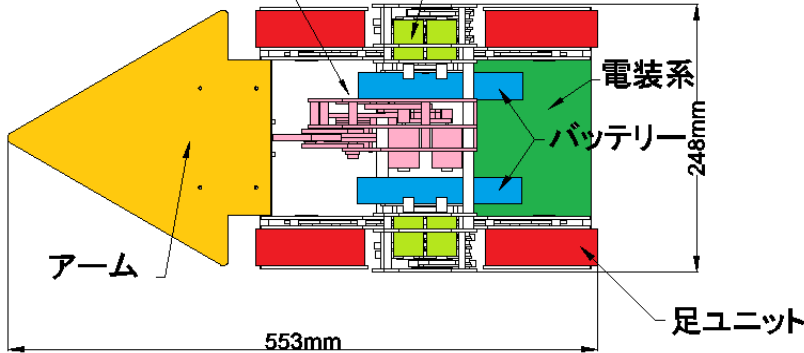 電装系
バッテリー
248mm
アーム
足ユニット
553mm